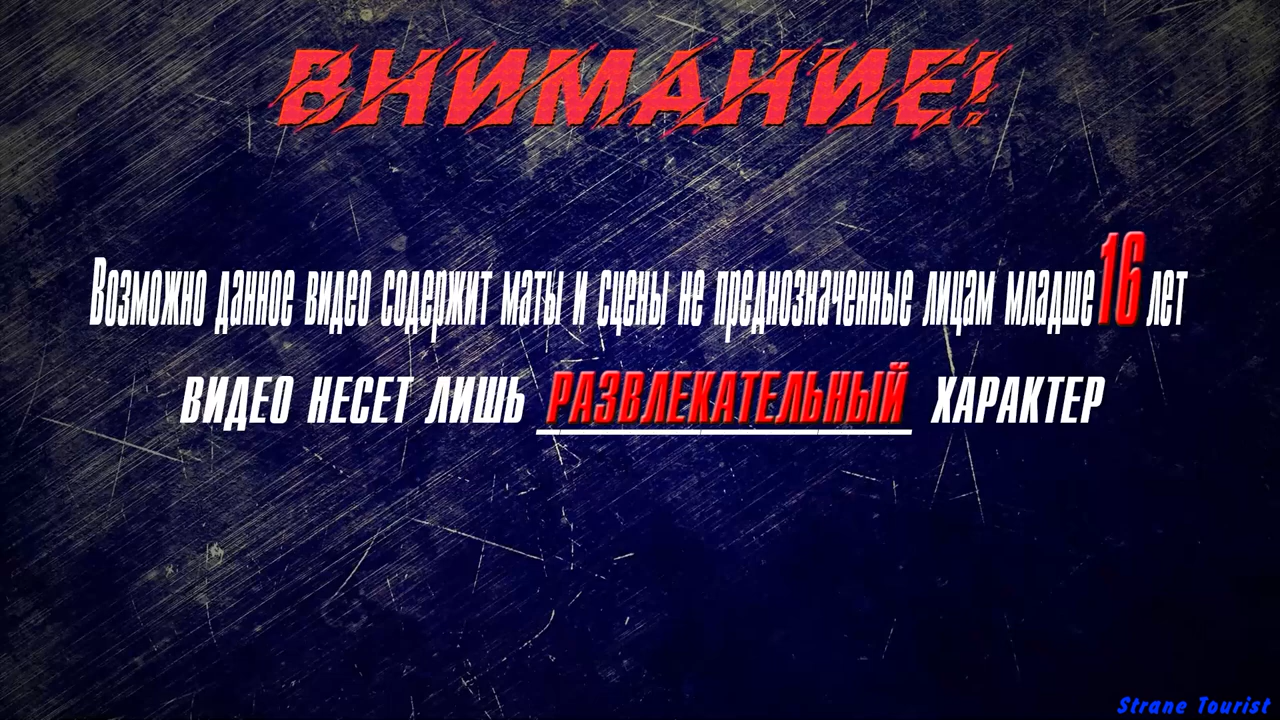 ВНИМАНИЕ!
Возможно данное видео содержит маты и сцены не преднозначенные лицам младше 16 лет
ВИДЕО НЕСЕТ ЛИШЬ РАЗВЛЕКАТЕЛЬНЫЙ ХАРАКТЕР
Strane Tourist